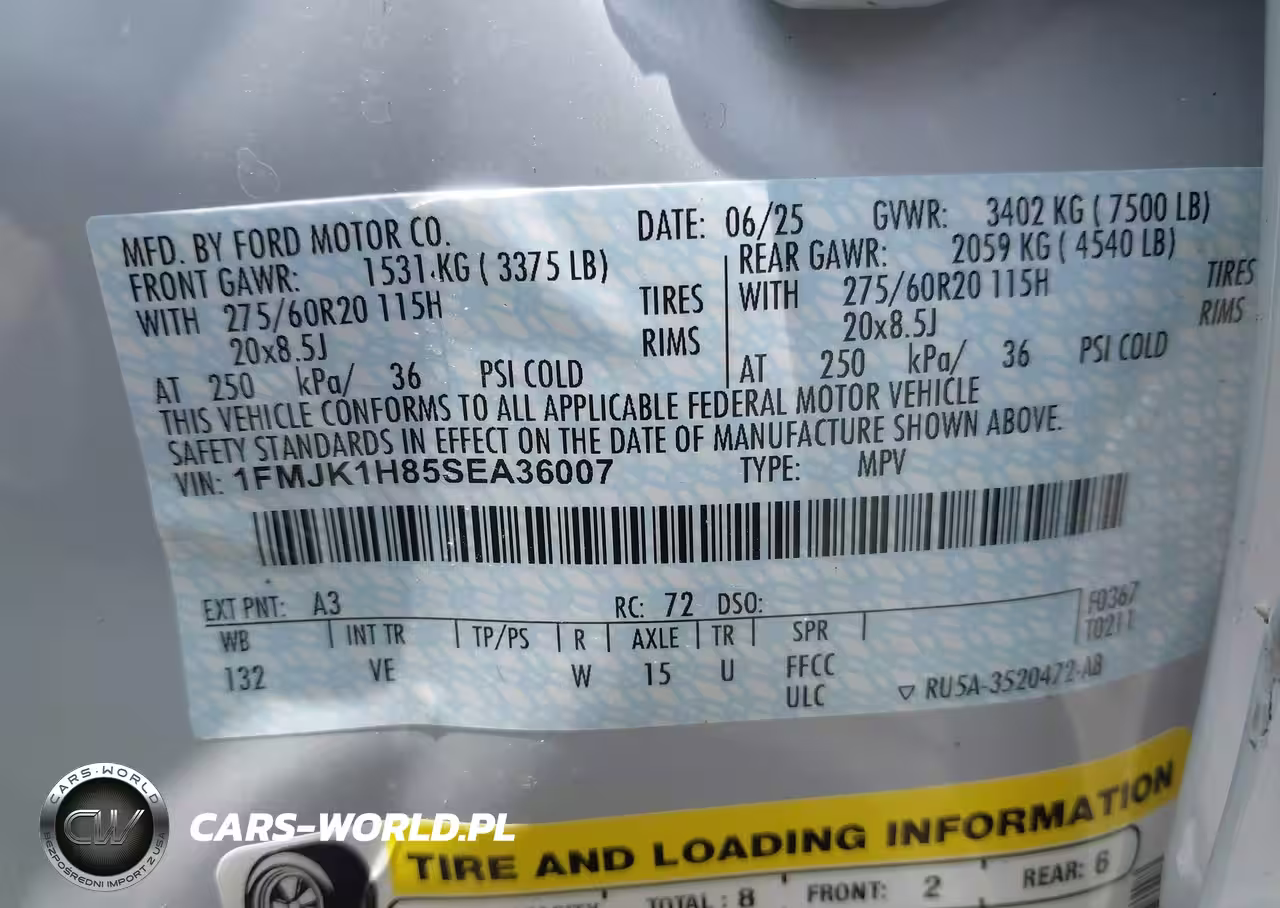 MFD. BY FORD MOTOR CO. DATE: 06/25 GVWR: 3402 KG ( 7500 LB)
FRONT GAWR: 1531 KG ( 3375 LB) REAR GAWR: 2059 KG ( 4540 LB)
WITH 275/60R20 115H TIRES WITH 275/60R20 115H TIRES
20x8.5J RIMS 20x8.5J RIMS
AT 250 kPa/ 36 PSI COLD AT 250 kPa/ 36 PSI COLD
THIS VEHICLE CONFORMS TO ALL APPLICABLE FEDERAL MOTOR VEHICLE
SAFETY STANDARDS IN EFFECT ON THE DATE OF MANUFACTURE SHOWN ABOVE.
VIN: 1FMJK1H85SEA36007 TYPE: MPV
EXT PNT: A3 RC: 72 DSO: F0367
WB INT TR TP/PS R AXLE TR SPR T0211
132 VE W 15 U FFCC
ULC ▽ RU5A-3520472-AB
TIRE AND LOADING INFORMATION
TOTAL : 8 FRONT: 2 REAR: 6
CARS-WORLD
CW
BEZPOŚREDNI IMPORT Z USA
CARS-WORLD.PL